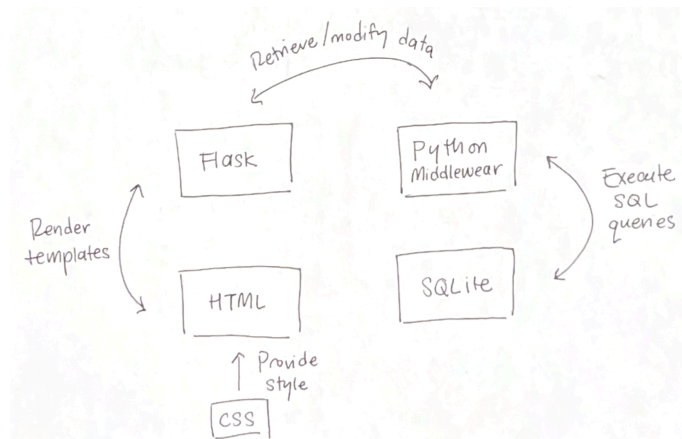 Retrieve/modify data
Flask
Python
Middlewear
Render
templates
Execute
SQL
queries
HTML
SQLite
Provide
style
CSS